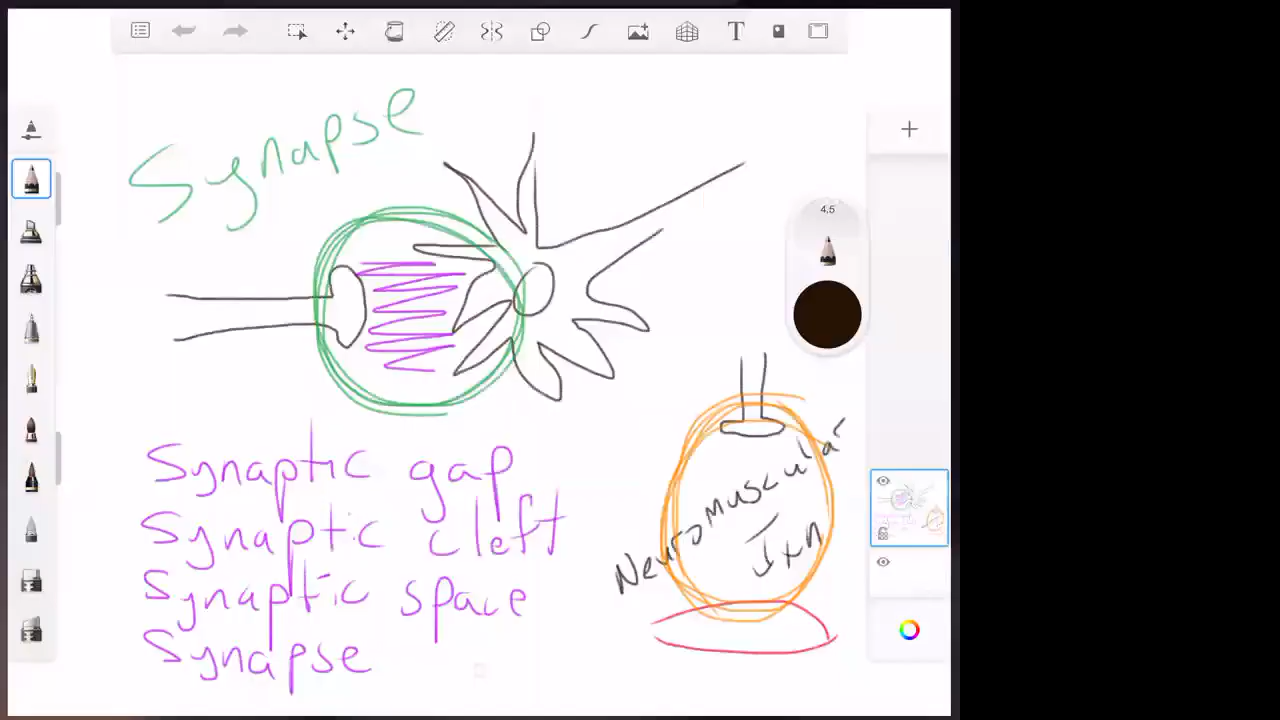 Synapse
4.5
Synaptic gap
Synaptic cleft
Synaptic space
Synapse
Neuromuscular
Jxn
T